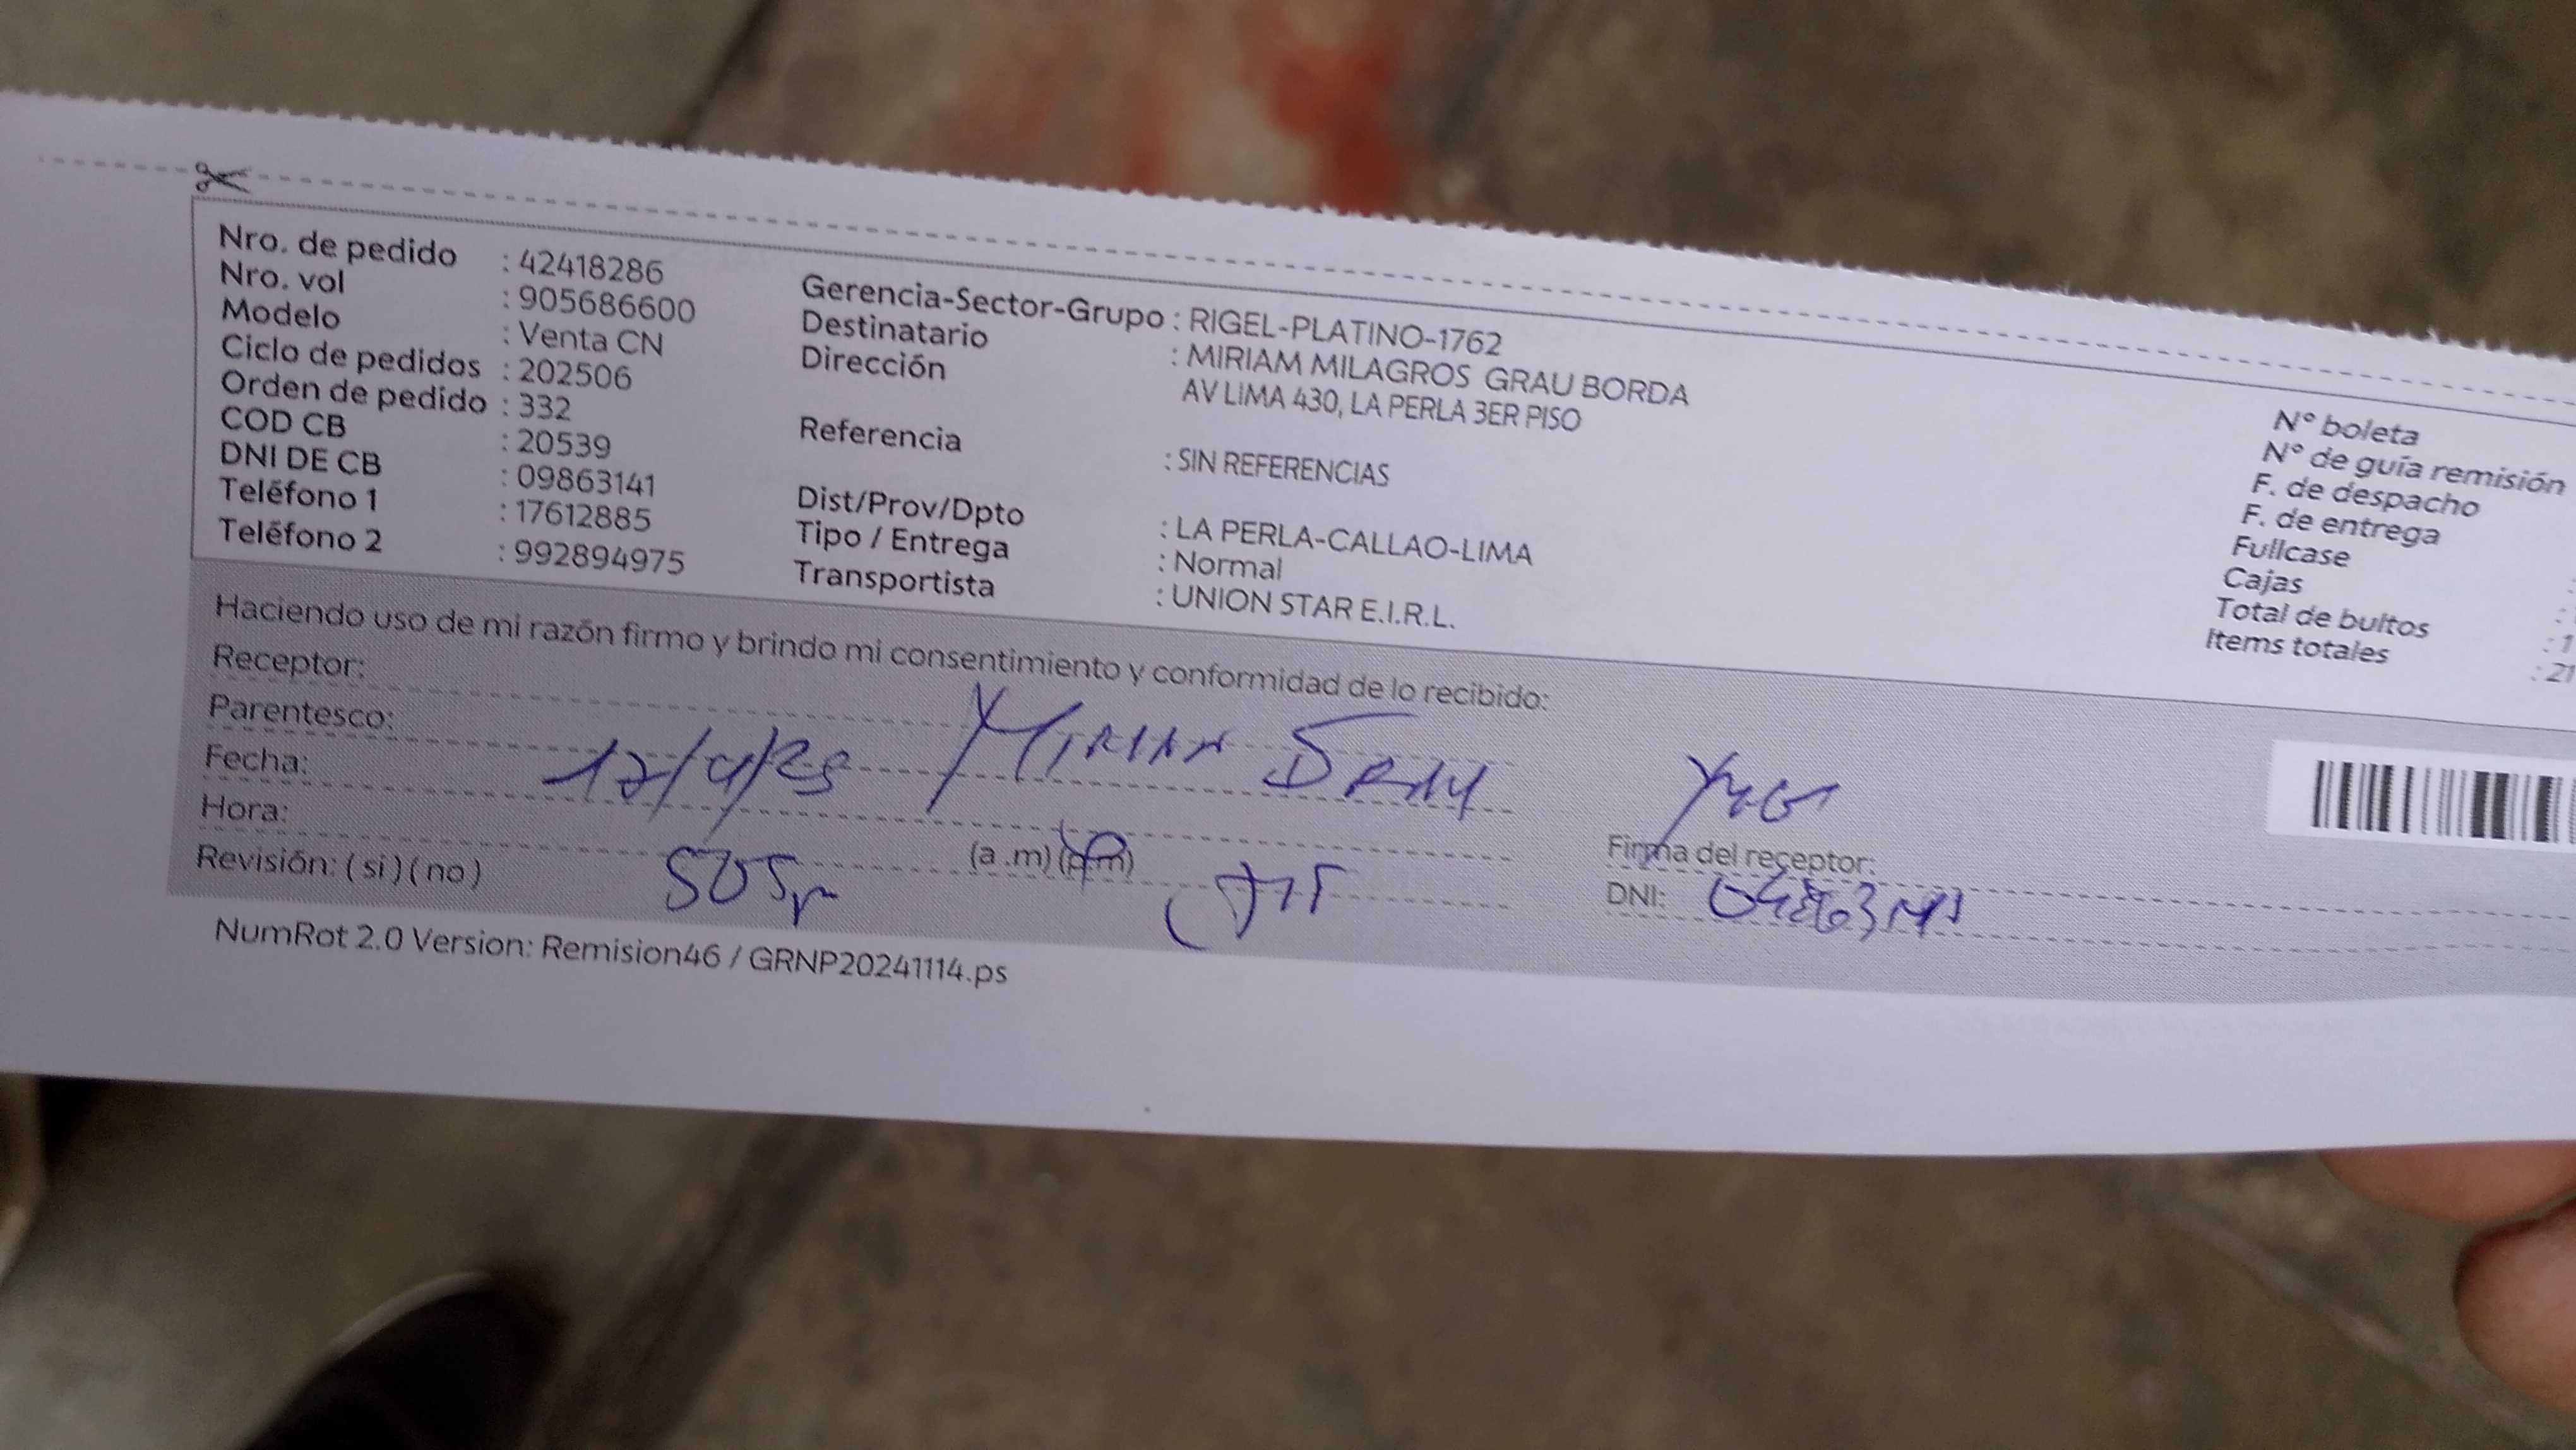 Nro. de pedido : 42418286
Nro. vol : 905686600
Modelo : Venta CN
Ciclo de pedidos : 202506
Orden de pedido : 332
COD CB : 20539
DNI DE CB : 09863141
Teléfono 1 : 17612885
Teléfono 2 : 992894975
Gerencia-Sector-Grupo : RIGEL-PLATINO-1762
Destinatario : MIRIAM MILAGROS GRAU BORDA
Dirección AV LIMA 430, LA PERLA 3ER PISO
Referencia : SIN REFERENCIAS
Dist/Prov/Dpto : LA PERLA-CALLAO-LIMA
Tipo / Entrega : Normal
Transportista : UNION STAR E.I.R.L.
N° boleta
N° de guía remisión
F. de despacho
F. de entrega
Fullcase
Cajas :
Total de bultos : 1
Items totales : 21
Haciendo uso de mi razón firmo y brindo mi consentimiento y conformidad de lo recibido:
Receptor:
Parentesco:
Fecha:
Hora: (a .m) (p.m)
Revisión: ( si ) ( no )
505p
Firma del receptor:
DNI:
NumRot 2.0 Version: Remision46 / GRNP20241114.ps